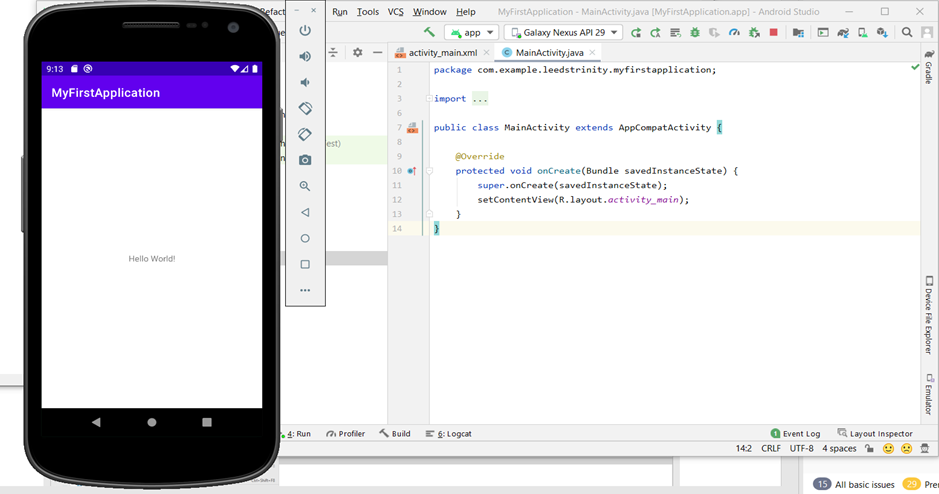 Refact
Run Tools VCS Window Help
MyFirstApplication - MainActivity.java [MyFirstApplication.app] - Android Studio
app
Galaxy Nexus API 29
activity_main.xml
MainActivity.java
9:13
MyFirstApplication
Hello World!
est)
1 package com.example.leedstrinity.myfirstapplication;
2
3 import ...
6
7 public class MainActivity extends AppCompatActivity {
8
9 @Override
10 protected void onCreate(Bundle savedInstanceState) {
11 super.onCreate(savedInstanceState);
12 setContentView(R.layout.activity_main);
13 }
14 }
Gradle
Device File Explorer
Emulator
4: Run
Profiler
Build
6: Logcat
1 Event Log
Layout Inspector
14:2 CRLF UTF-8 4 spaces
15 All basic issues
29 Prer